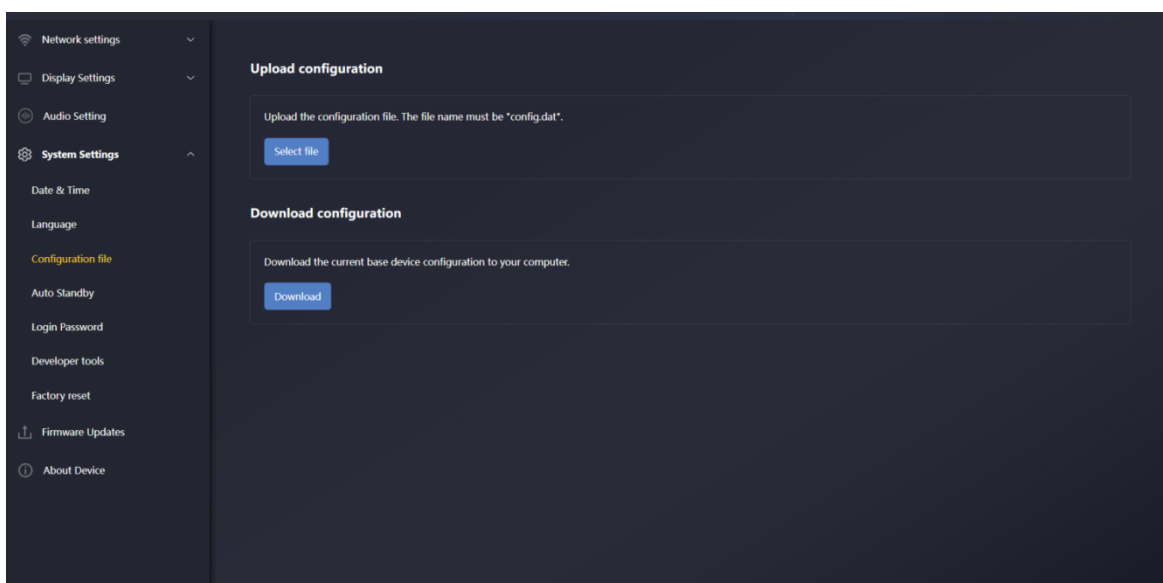 Network settings
Display Settings
Audio Setting
System Settings
Date & Time
Language
Configuration file
Auto Standby
Login Password
Developer tools
Factory reset
Firmware Updates
About Device
Upload configuration
Upload the configuration file. The file name must be "config.dat".
Select file
Download configuration
Download the current base device configuration to your computer.
Download